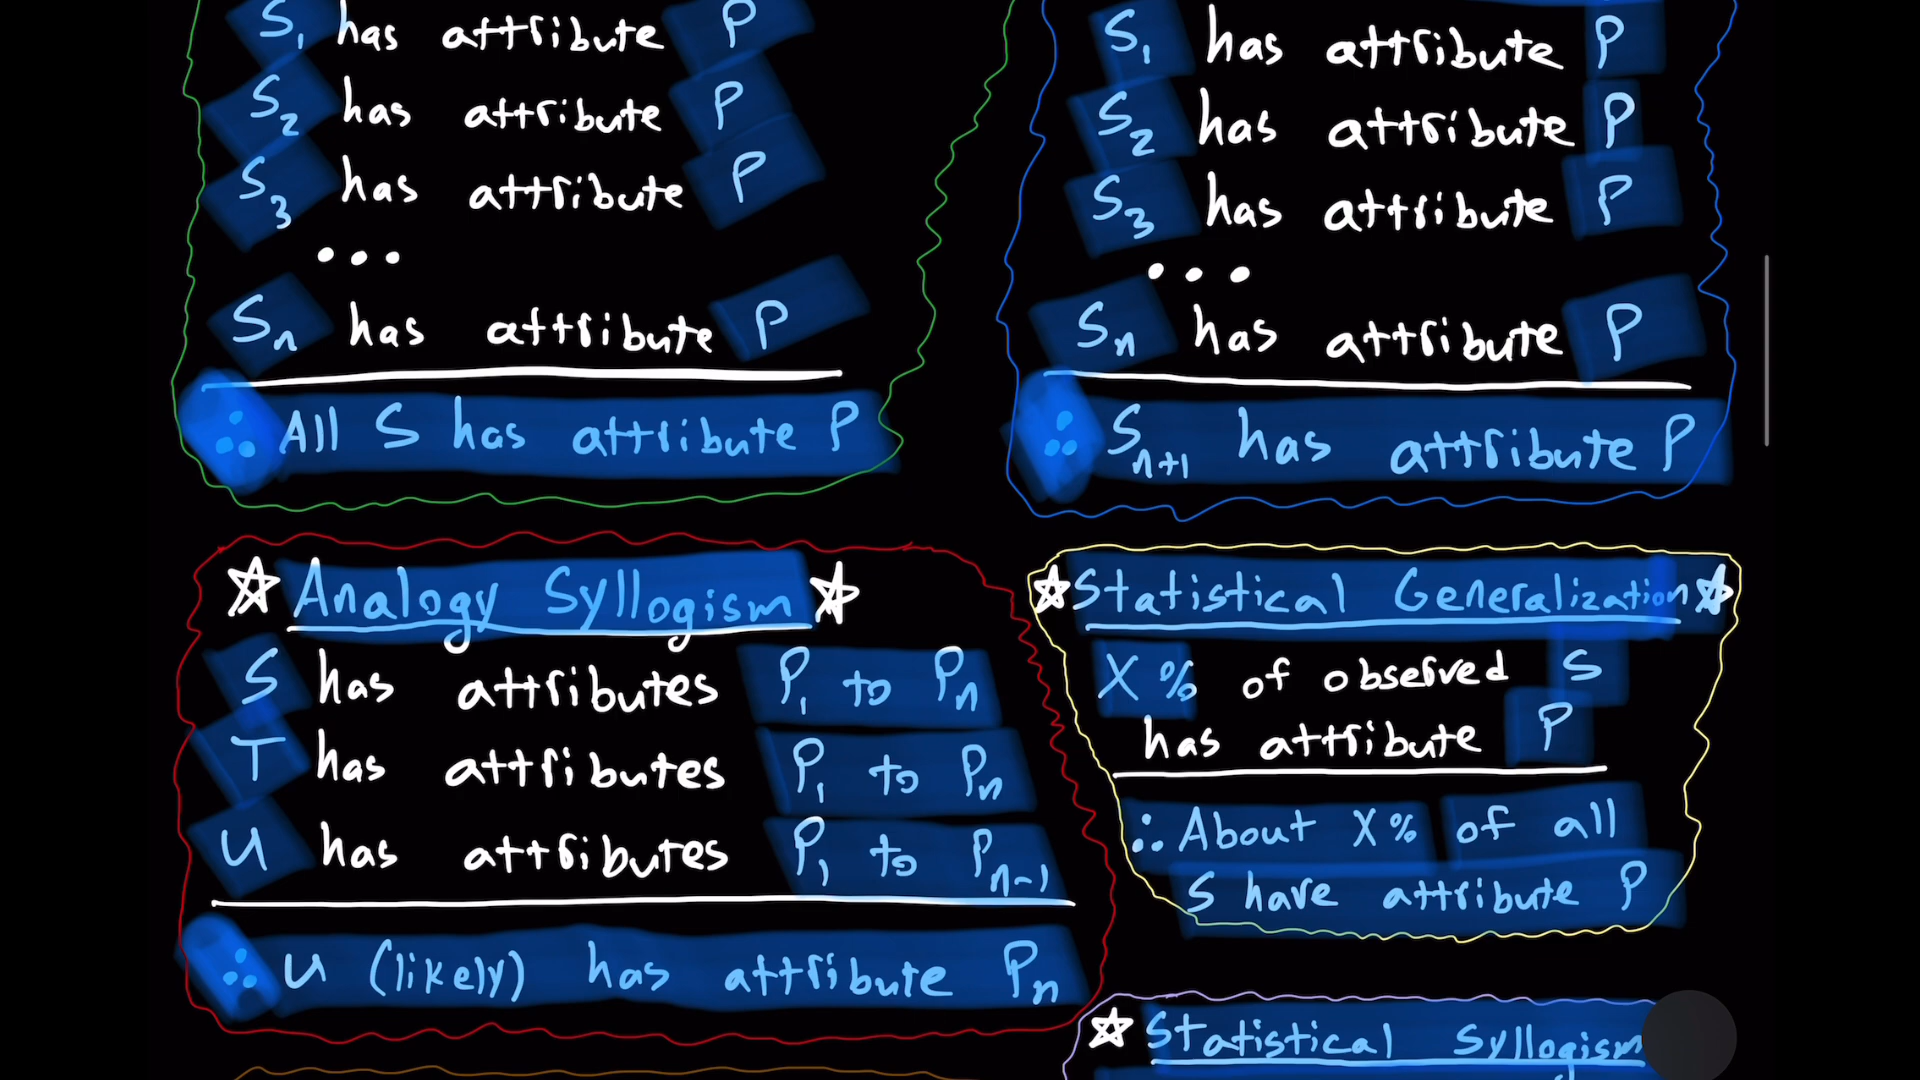 S₁ has attribute P
S₂ has attribute P
S₃ has attribute P
...
Sₙ has attribute P
∴ All S has attribute P
S₁ has attribute P
S₂ has attribute P
S₃ has attribute P
...
Sₙ has attribute P
∴ Sₙ₊₁ has attribute P
☆ Analogy Syllogism ☆
S has attributes P₁ to Pₙ
T has attributes P₁ to Pₙ
U has attributes P₁ to Pₙ₋₁
∴ U (likely) has attribute Pₙ
☆ Statistical Generalization ☆
X% of observed S
has attribute P
∴ About X% of all
S have attribute P
☆ Statistical Syllogism